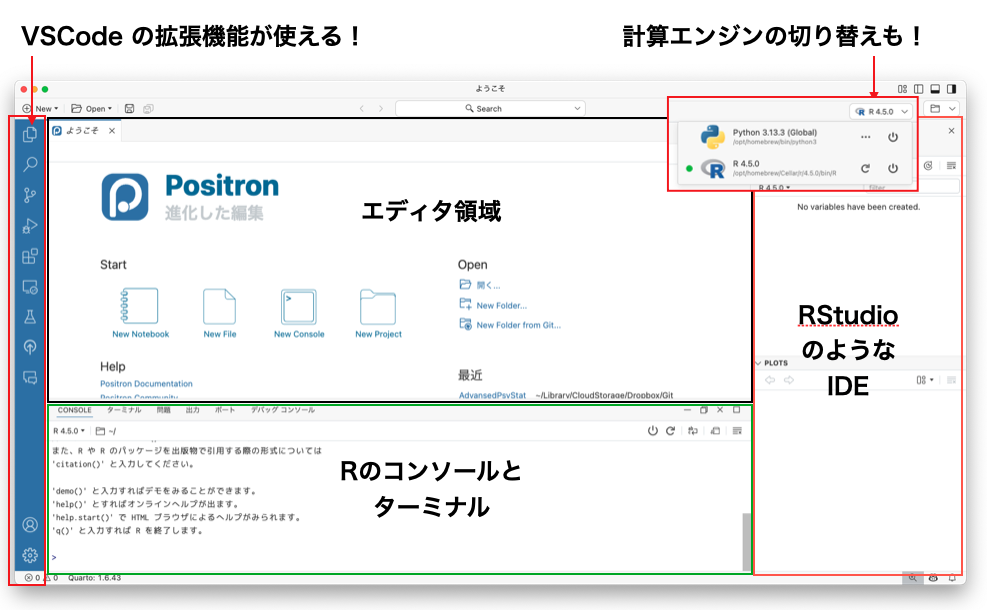 VSCode の拡張機能が使える！
計算エンジンの切り替えも！
ようこそ
New
Open
Search
R 4.5.0
ようこそ
Python 3.13.3 (Global)
/opt/homebrew/bin/python3
R 4.5.0
/opt/homebrew/Cellar/r/4.5.0/bin/R
R 4.5.0
filter
No variables have been created.
Positron
進化した編集
エディタ領域
Start
New Notebook
New File
New Console
New Project
Open
開く...
New Folder...
New Folder from Git...
Help
Positron Documentation
Positron Community
最近
AdvansedPsyStat ~/Library/CloudStorage/Dropbox/Git
RStudio
のような
IDE
PLOTS
CONSOLE ターミナル 問題 出力 ポート デバッグ コンソール
R 4.5.0 ~/
また、R や R のパッケージを出版物で引用する際の形式については
'citation()' と入力してください。
'demo()' と入力すればデモをみることができます。
'help()' とすればオンラインヘルプが出ます。
'help.start()' で HTML ブラウザによるヘルプがみられます。
'q()' と入力すれば R を終了します。
>
Rのコンソールと
ターミナル
0 0 Quarto: 1.6.43